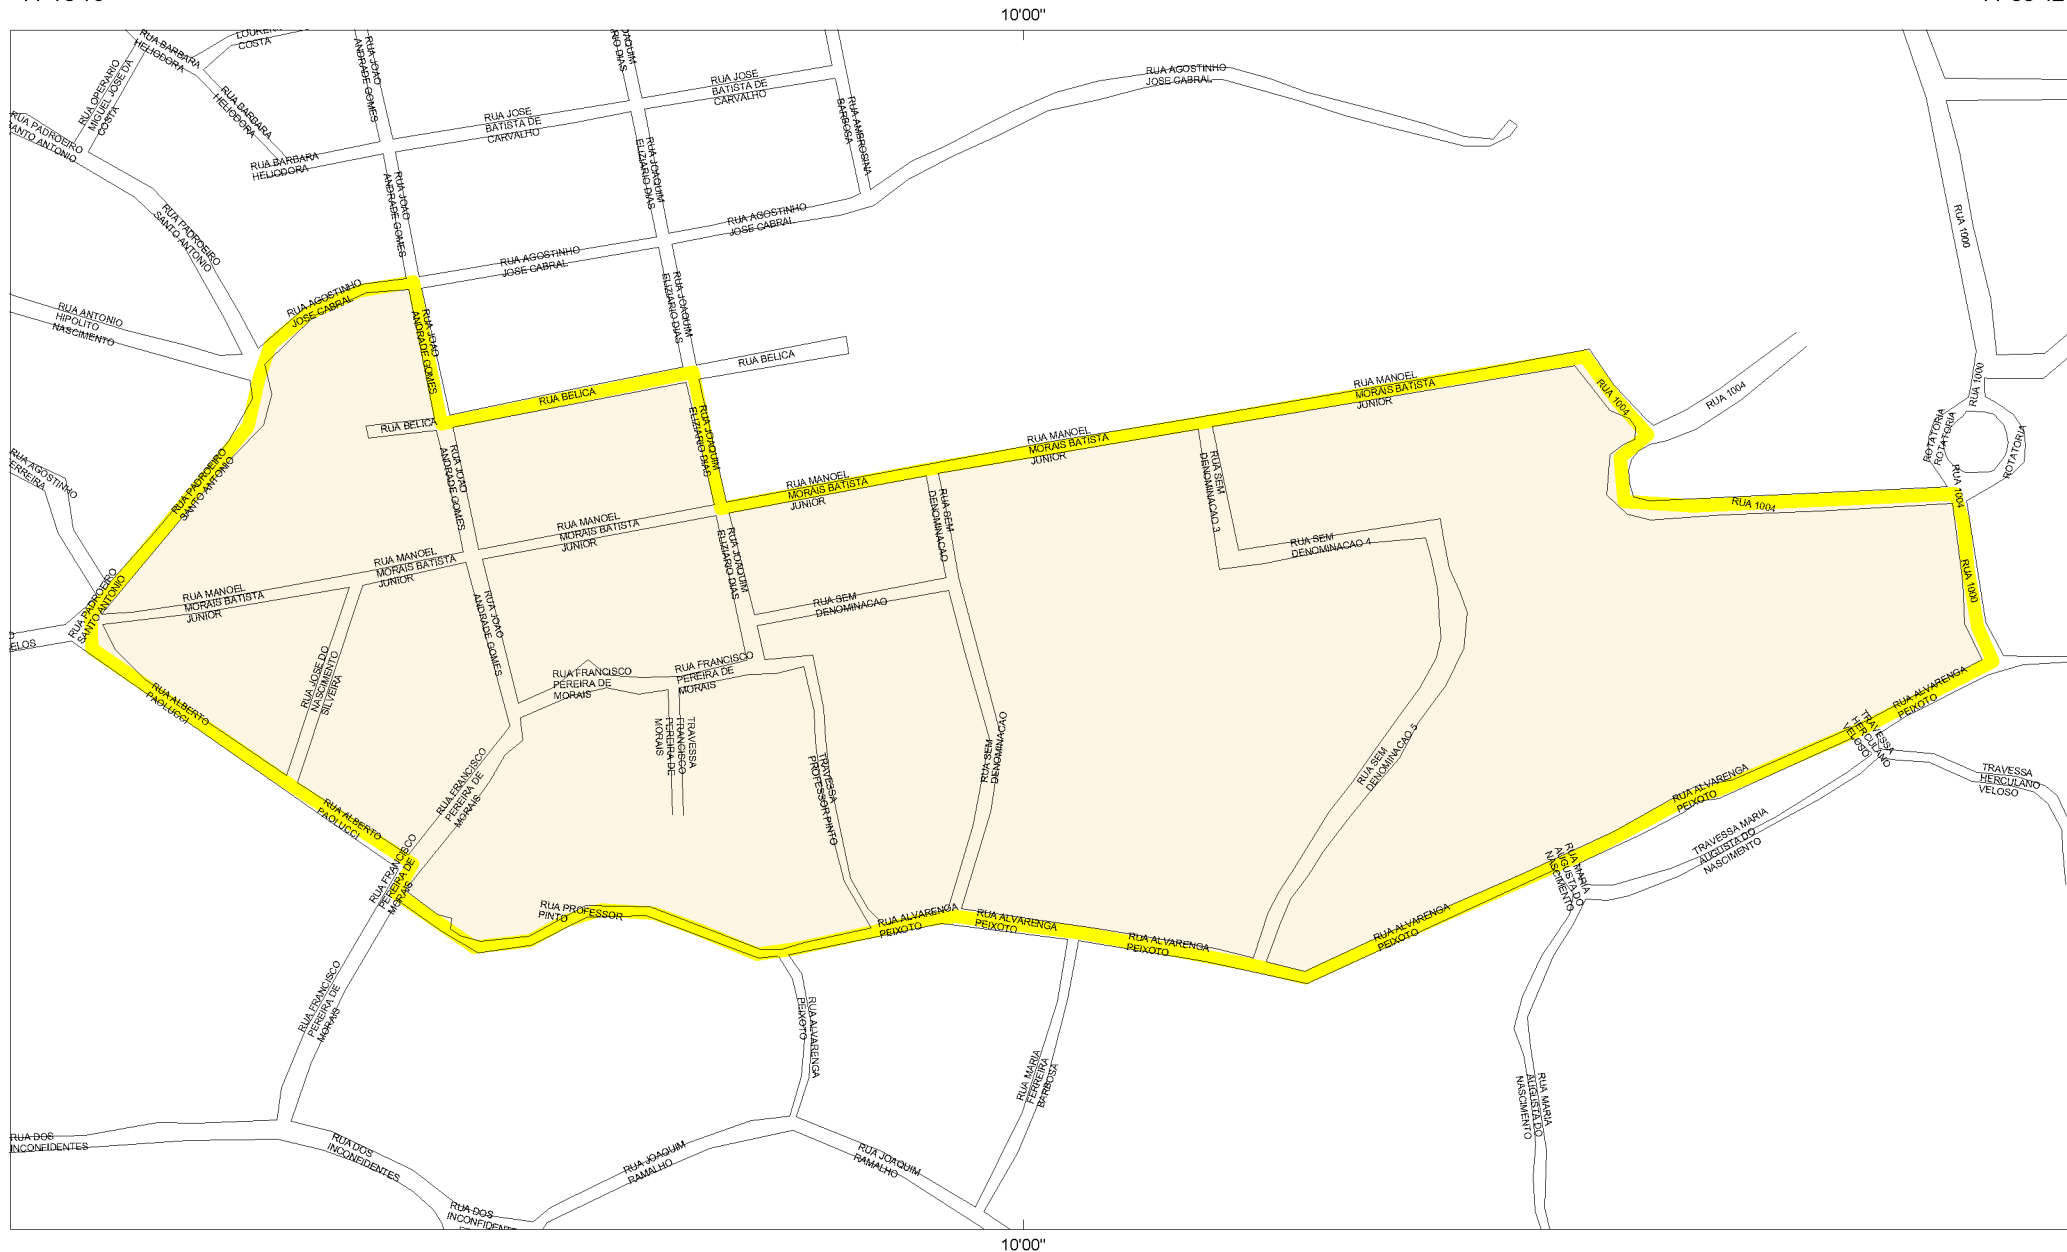 10'00"
RUA BARBARA
HELIODORA
COSTA
RUA OPERARIO
MIGUEL JOSE DA
COSTA
RUA BARBARA
HELIODORA
RUA JOAO
ANDRADE GOMES
RUA JOSE
BATISTA DE
CARVALHO
RUA JOSE
BATISTA DE
CARVALHO
RUA AGOSTINHO
JOSE CABRAL
RUA AMBROSINA
BARBOSA
RUA PADROEIRO
SANTO ANTONIO
RUA BARBARA
HELIODORA
RUA JOAO
ANDRADE GOMES
RUA JOAQUIM
ELIZIARIO DIAS
RUA PADROEIRO
SANTO ANTONIO
RUA AGOSTINHO
JOSE CABRAL
RUA AGOSTINHO
JOSE CABRAL
RUA 1000
RUA AGOSTINHO
JOSE CABRAL
RUA ANTONIO
HIPOLITO
NASCIMENTO
RUA JOAO
ANDRADE GOMES
RUA JOAQUIM
ELIZIARIO DIAS
RUA BELICA
RUA BELICA
RUA BELICA
RUA JOAQUIM
ELIZIARIO DIAS
RUA MANOEL
MORAIS BATISTA
JUNIOR
RUA 1004
RUA 1004
RUA 1000
ROTATORIA
ROTATORIA
ROTATORIA
RUA MANOEL
MORAIS BATISTA
JUNIOR
RUA SEM
DENOMINACAO 3
RUA AGOSTINHO
RUA PADROEIRO
SANTO ANTONIO
RUA JOAO
ANDRADE GOMES
RUA MANOEL
MORAIS BATISTA
JUNIOR
RUA SEM
DENOMINACAO
RUA 1004
RUA 1004
RUA MANOEL
MORAIS BATISTA
JUNIOR
RUA SEM
DENOMINACAO 4
RUA MANOEL
MORAIS BATISTA
JUNIOR
RUA JOAQUIM
ELIZIARIO DIAS
RUA 1000
RUA PADROEIRO
SANTO ANTONIO
RUA MANOEL
MORAIS BATISTA
JUNIOR
RUA SEM
DENOMINACAO
RUA JOAO
ANDRADE GOMES
RUA JOSE DO
NASCIMENTO
SILVEIRA
RUA FRANCISCO
PEREIRA DE
MORAIS
RUA FRANCISCO
PEREIRA DE
MORAIS
RUA ALBERTO
PAOLUCCI
TRAVESSA
FRANCISCO
PEREIRA DE
MORAIS
RUA SEM
DENOMINACAO
RUA SEM
DENOMINACAO 5
RUA ALVARENGA
PEIXOTO
TRAVESSA
HERCULANO
VELOSO
TRAVESSA
HERCULANO
VELOSO
RUA FRANCISCO
PEREIRA DE
MORAIS
TRAVESSA
PROFESSOR PINTO
RUA ALVARENGA
PEIXOTO
RUA ALBERTO
PAOLUCCI
TRAVESSA MARIA
AUGUSTA DO
NASCIMENTO
RUA FRANCISCO
PEREIRA DE
MORAIS
RUA MARIA
AUGUSTA DO
NASCIMENTO
RUA PROFESSOR
PINTO
RUA ALVARENGA
PEIXOTO
RUA ALVARENGA
PEIXOTO
RUA ALVARENGA
PEIXOTO
RUA ALVARENGA
PEIXOTO
RUA FRANCISCO
PEREIRA DE
MORAIS
RUA ALVARENGA
PEIXOTO
RUA MARIA
FERREIRA
BARBOSA
RUA MARIA
AUGUSTA DO
NASCIMENTO
RUA DOS
INCONFIDENTES
RUA DOS
INCONFIDENTES
RUA JOAQUIM
RAMALHO
RUA JOAQUIM
RAMALHO
RUA DOS
10'00"